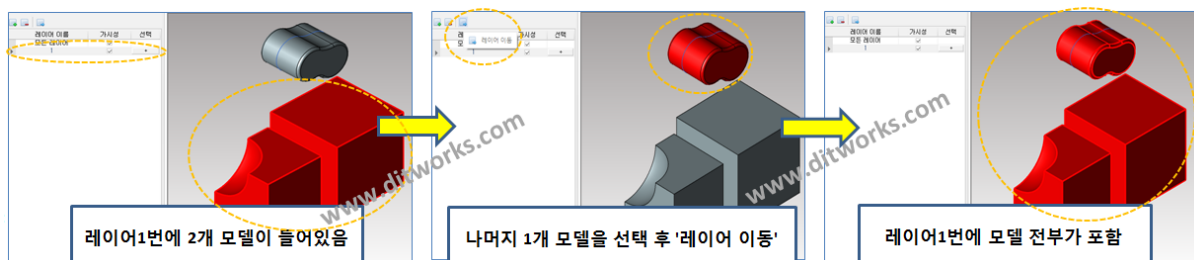 레이어 이름 가시성 선택
모든 레이어
1
www.ditworks.com
레이어1번에 2개 모델이 들어있음
레이어 이동
가시성 선택
1
나머지 1개 모델을 선택 후 '레이어 이동'
레이어 이름 가시성 선택
모든 레이어
1
www.ditworks.com
레이어1번에 모델 전부가 포함